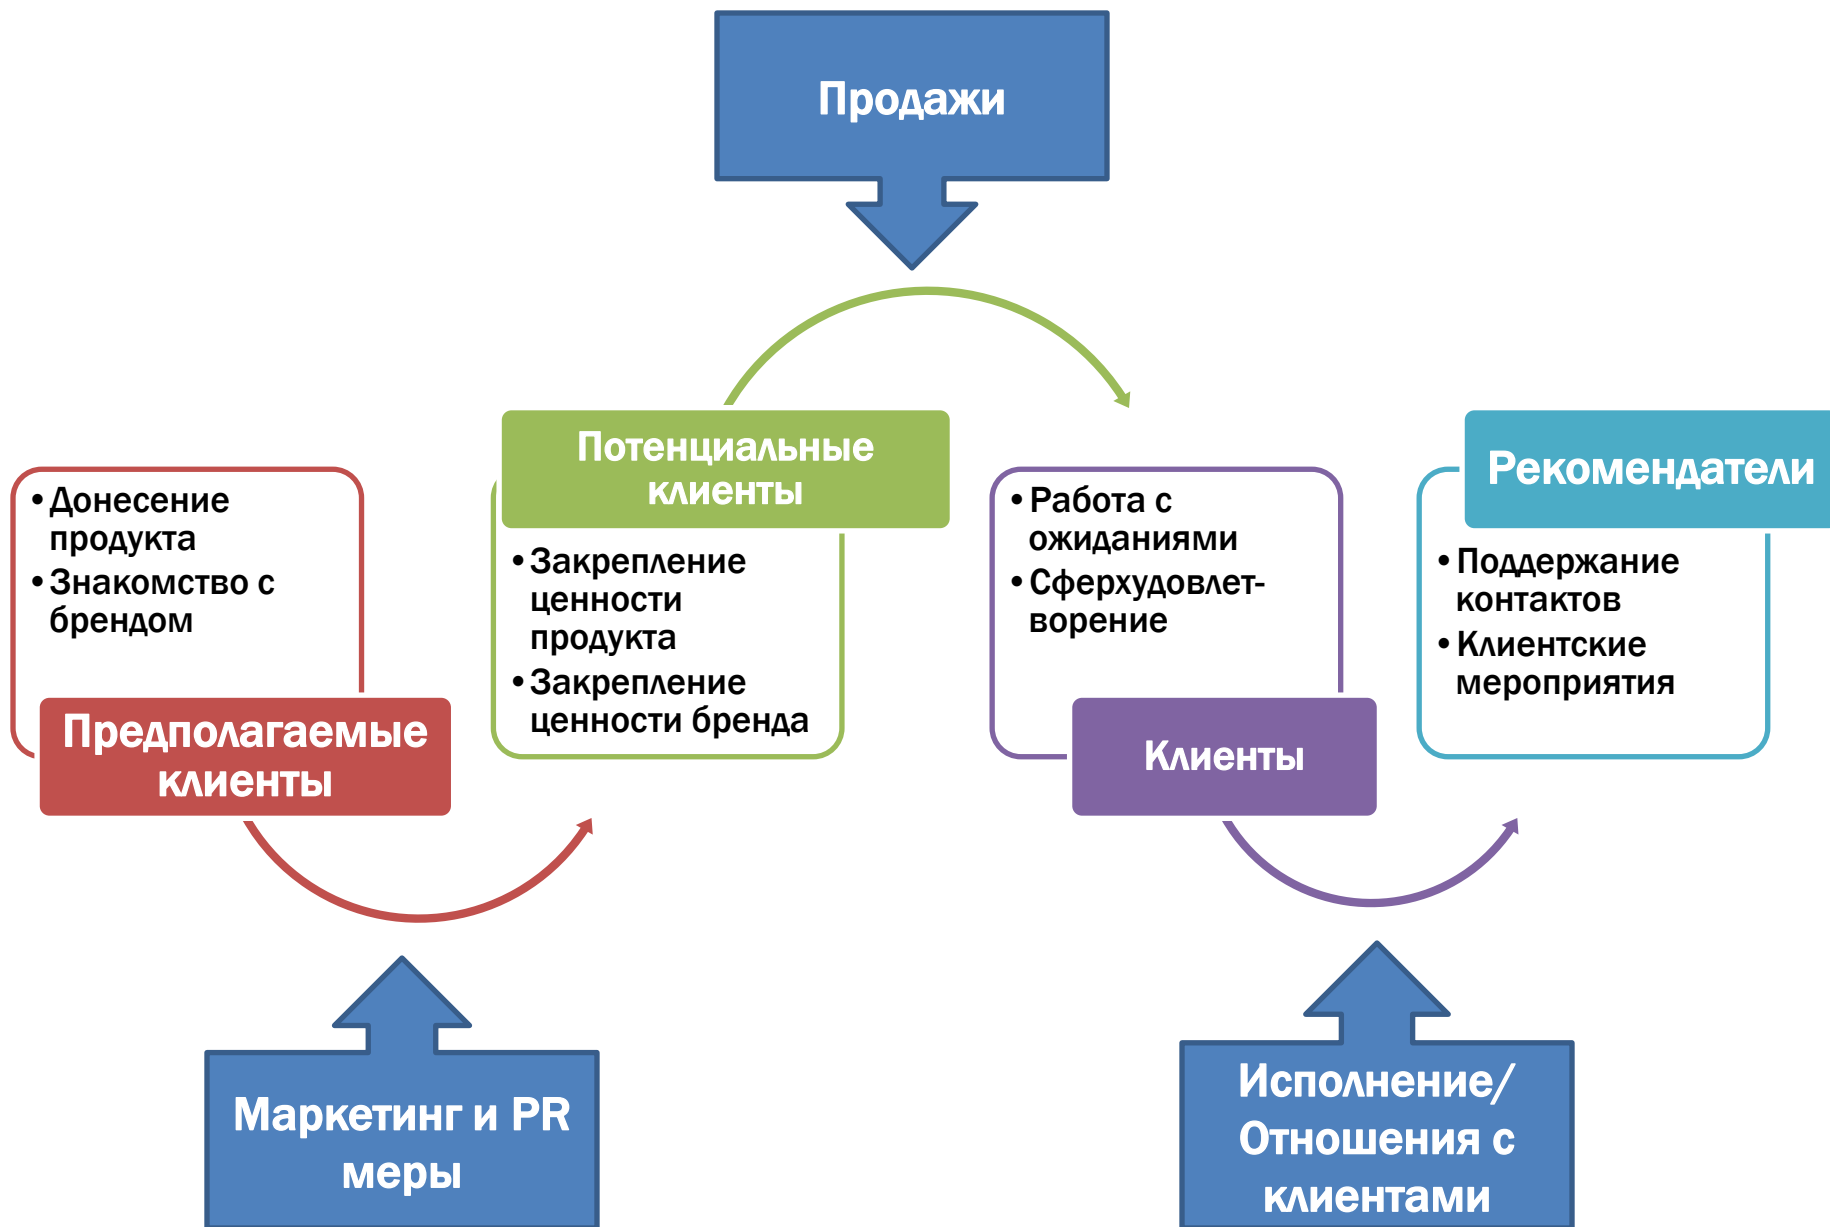 Продажи
• Донесение
продукта
• Знакомство с
брендом
Предполагаемые
клиенты
Потенциальные
клиенты
• Закрепление
ценности
продукта
• Закрепление
ценности бренда
• Работа с
ожиданиями
• Сферхудовлет-
ворение
Клиенты
Рекомендатели
• Поддержание
контактов
• Клиентские
мероприятия
Маркетинг и PR
меры
Исполнение/
Отношения с
клиентами